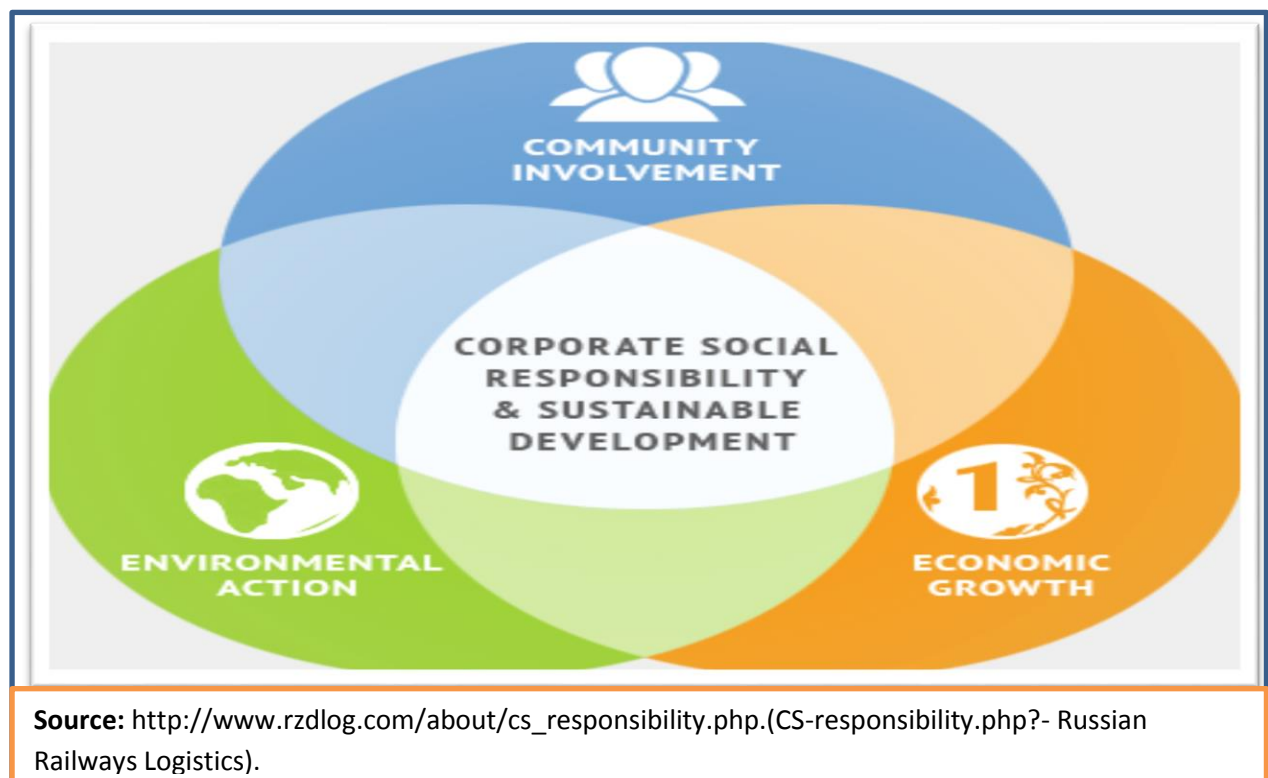 COMMUNITY
INVOLVEMENT
CORPORATE SOCIAL
RESPONSIBILITY
& SUSTAINABLE
DEVELOPMENT
ENVIRONMENTAL
ACTION
1
ECONOMIC
GROWTH
Source: http://www.rzdlog.com/about/cs_responsibility.php.(CS-responsibility.php?- Russian
Railways Logistics).